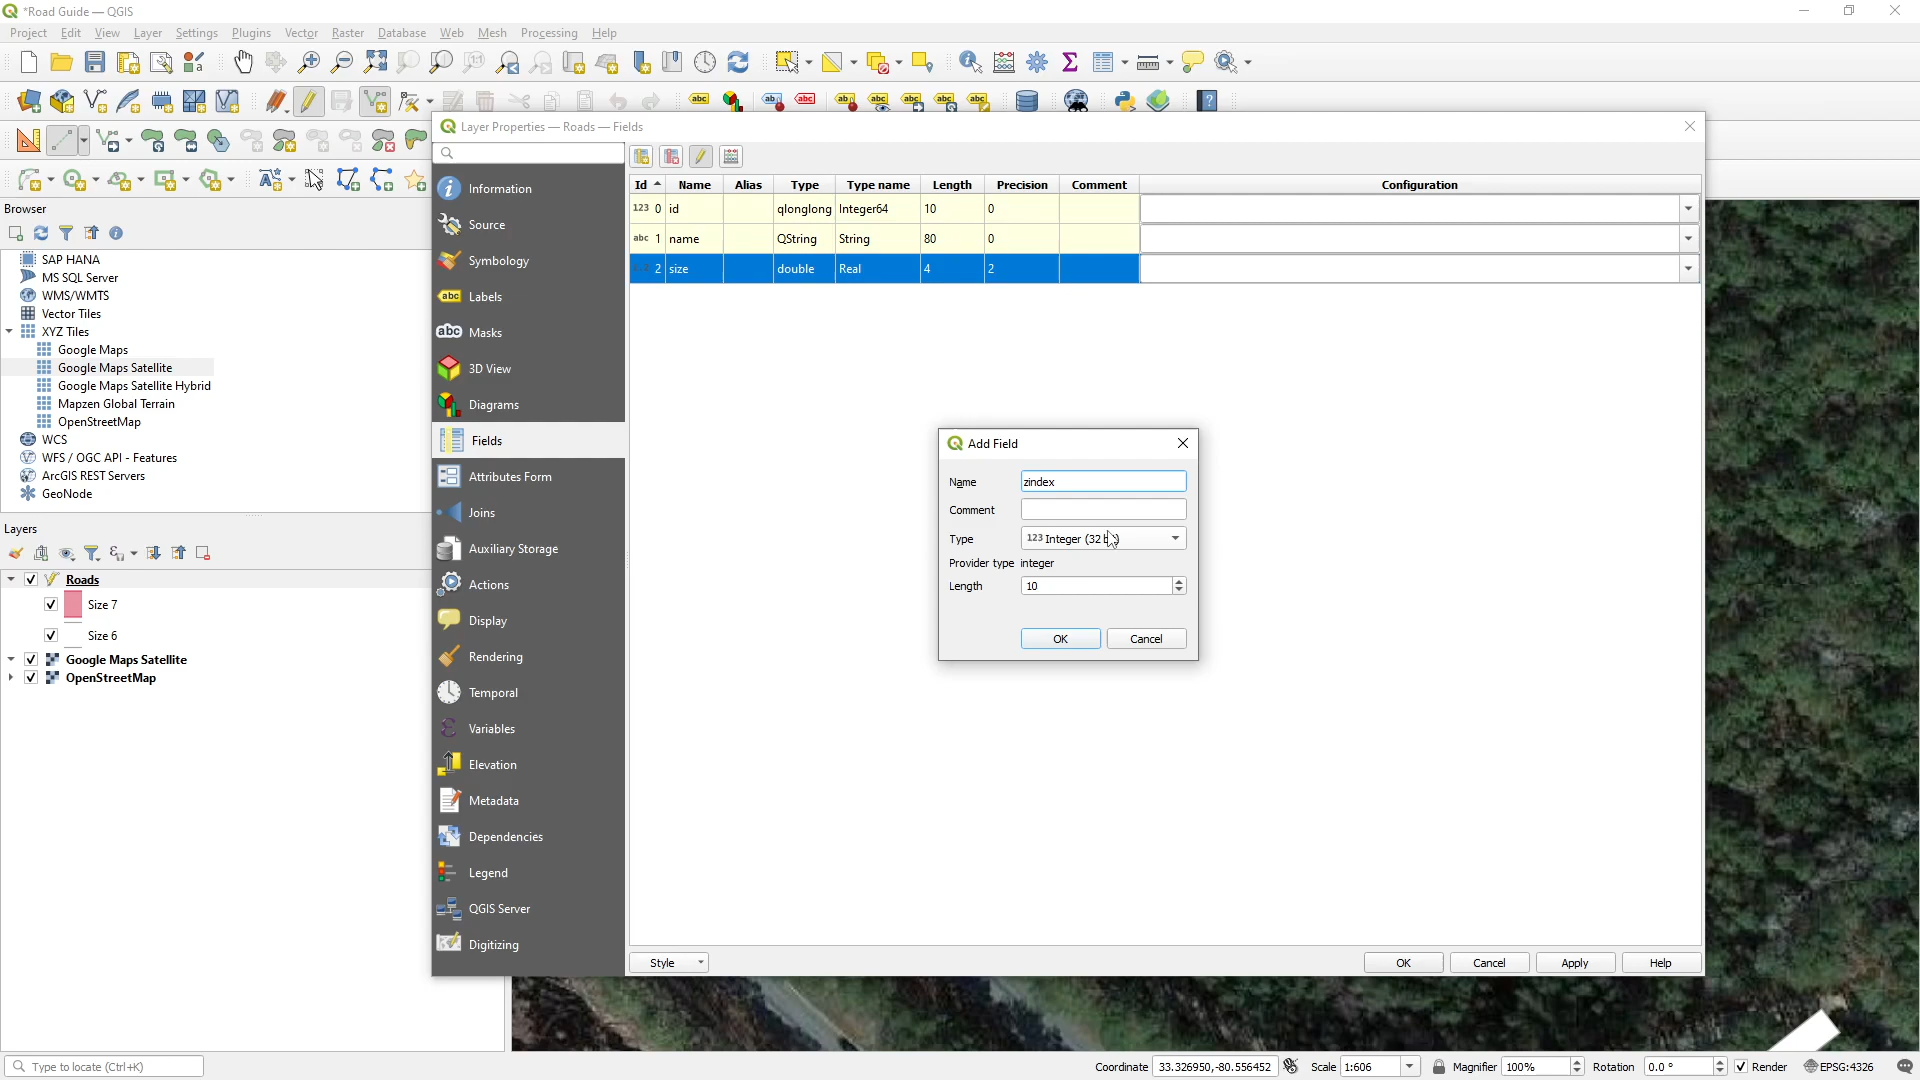 *Road Guide — QGIS
Project Edit View Layer Settings Plugins Vector Raster Database Web Mesh Processing Help
Layer Properties — Roads — Fields
Browser
SAP HANA
MS SQL Server
WMS/WMTS
Vector Tiles
XYZ Tiles
Google Maps
Google Maps Satellite
Google Maps Satellite Hybrid
Mapzen Global Terrain
OpenStreetMap
WCS
WFS / OGC API - Features
ArcGIS REST Servers
GeoNode
Layers
Roads
Size 7
Size 6
Google Maps Satellite
OpenStreetMap
Information
Source
Symbology
Labels
Masks
3D View
Diagrams
Fields
Attributes Form
Joins
Auxiliary Storage
Actions
Display
Rendering
Temporal
Variables
Elevation
Metadata
Dependencies
Legend
QGIS Server
Digitizing
Id Name Alias Type Type name Length Precision Comment Configuration
123 0 id qlonglong Integer64 10 0
abc 1 name QString String 80 0
2 size double Real 4 2
Add Field
Name zindex
Comment
Type 123 Integer (32
Provider type integer
Length 10
OK Cancel
Style OK Cancel Apply Help
Type to locate (Ctrl+K) Coordinate 33.326950,-80.556452 Scale 1:606 Magnifier 100% Rotation 0.0 ° Render EPSG:4326